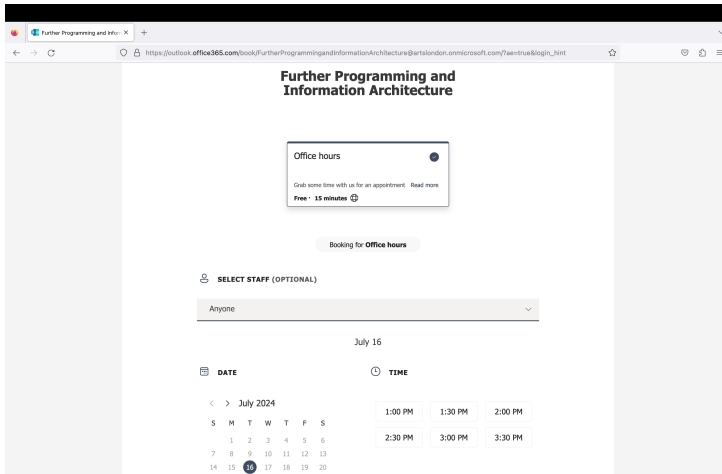 Further Programming and Inform
https://outlook.office365.com/book/FurtherProgrammingandInformationArchitecture@artslondon.onmicrosoft.com/?ae=true&login_hint
Further Programming and
Information Architecture
Office hours
Grab some time with us for an appointment Read more
Free · 15 minutes
Booking for Office hours
SELECT STAFF (OPTIONAL)
Anyone
July 16
DATE
TIME
July 2024
S M T W T F S
1 2 3 4 5 6
7 8 9 10 11 12 13
14 15 16 17 18 19 20
1:00 PM 1:30 PM 2:00 PM
2:30 PM 3:00 PM 3:30 PM